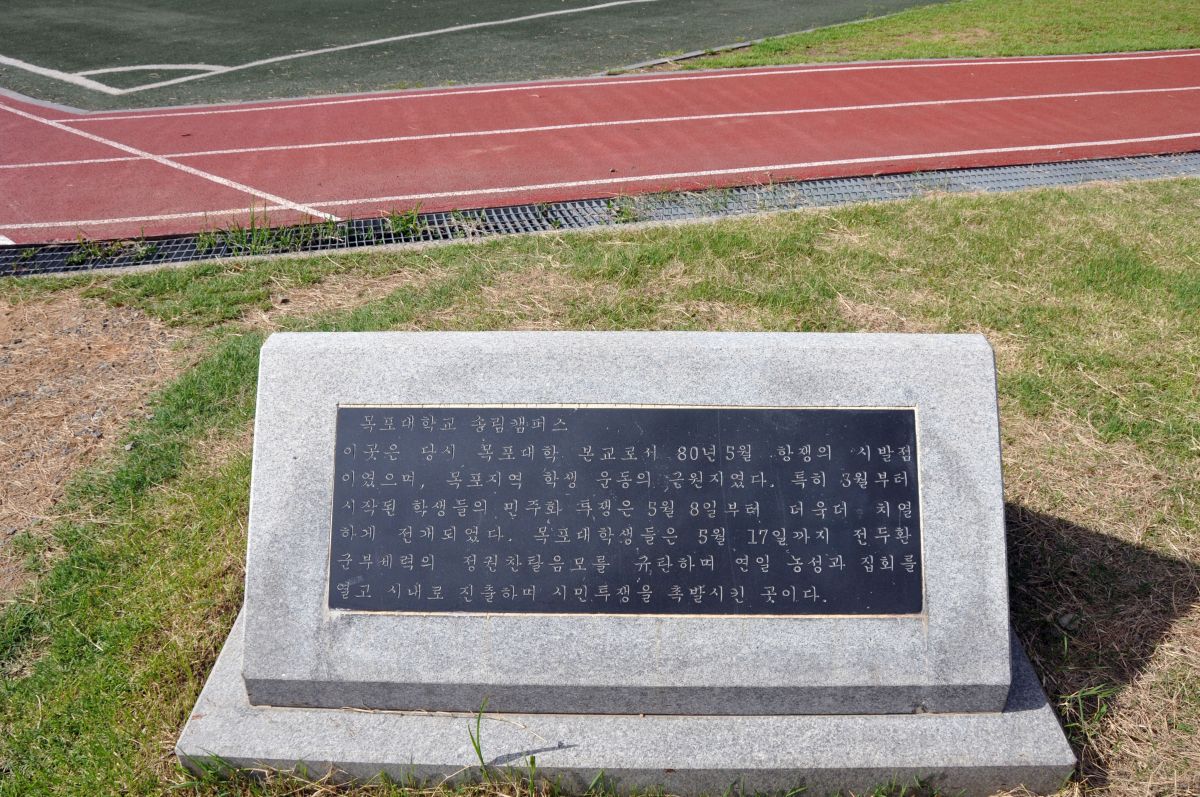 목포대학교 송림캠퍼스
이곳은 당시 목포대학 본교로서 80년 5월 항쟁의 시발점
이었으며, 목포지역 학생 운동의 근원지였다. 특히 3월부터
시작된 학생들의 민주화 투쟁은 5월 8일부터 더욱더 치열
하게 전개되었다. 목포대학생들은 5월 17일까지 전두환
군부세력의 정권찬탈음모를 규탄하며 연일 농성과 집회를
열고 시내로 진출하며 시민투쟁을 촉발시킨 곳이다.